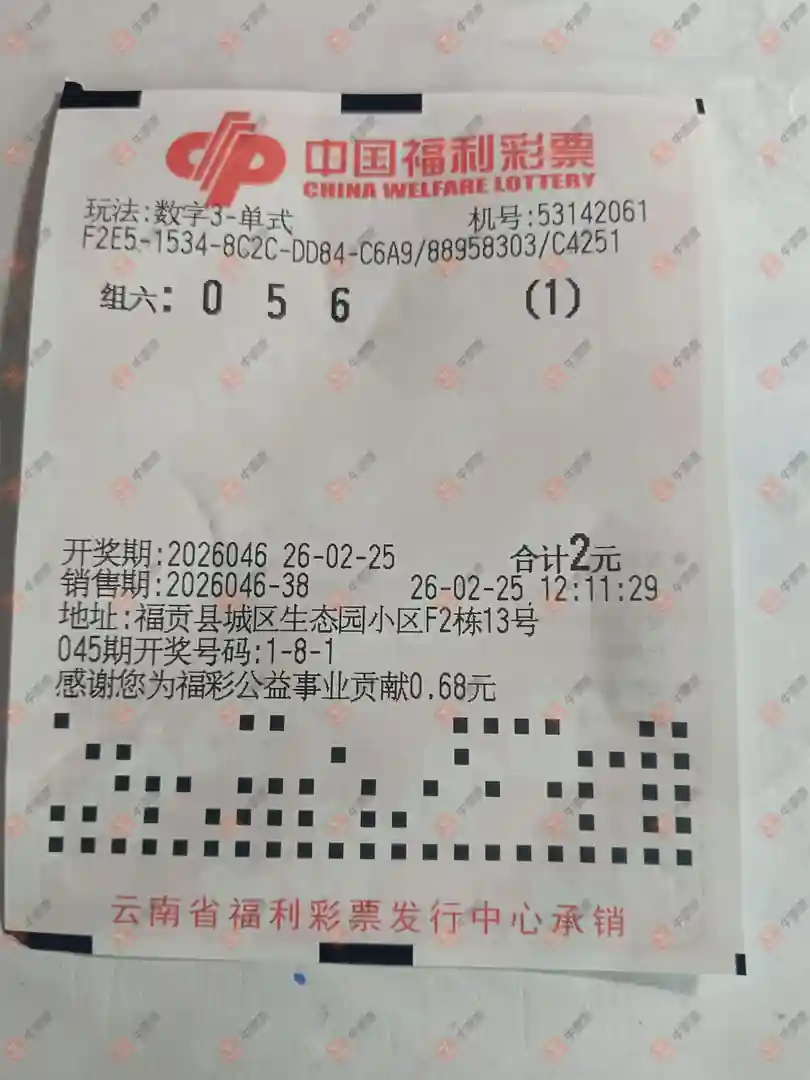 中国福利彩票
CHINA WELFARE LOTTERY
玩法:数字3-单式 机号:53142061
F2E5-1534-8C2C-DD84-C6A9/88958303/C4251
组六: 0 5 6 (1)
开奖期:2026046 26-02-25 合计2元
销售期:2026046-38 26-02-25 12:11:29
地址:福贡县城区生态园小区F2栋13号
045期开奖号码:1-8-1
感谢您为福彩公益事业贡献0.68元
云南省福利彩票发行中心承销